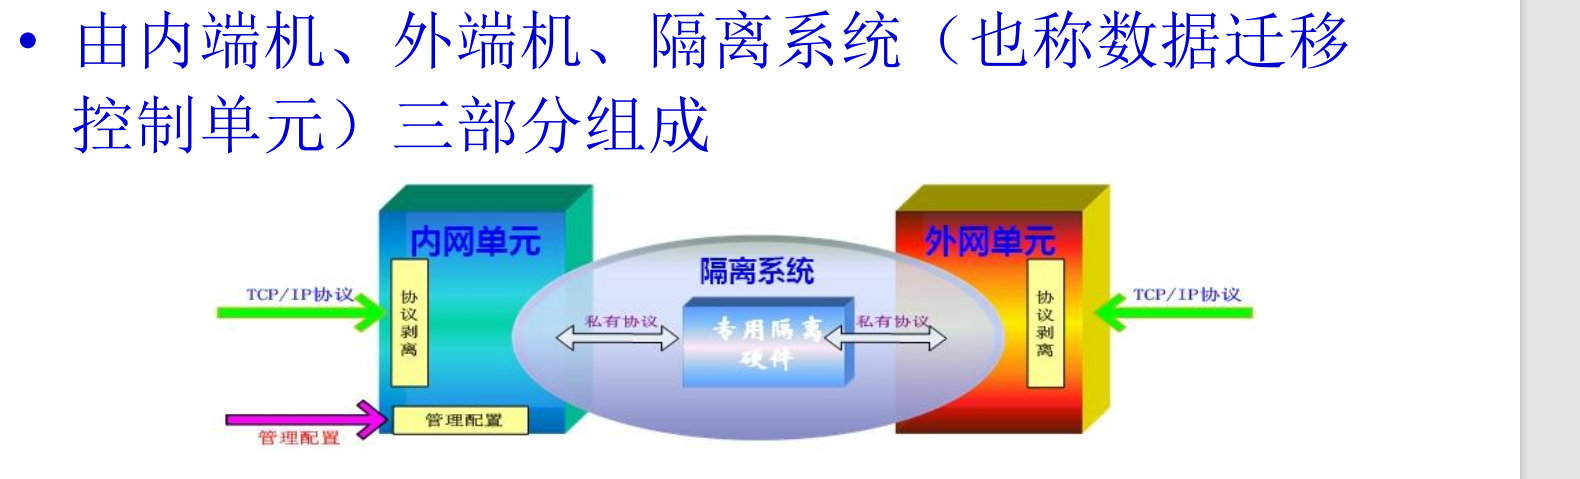 • 由内端机、外端机、隔离系统（也称数据迁移
控制单元）三部分组成
内网单元
外网单元
隔离系统
TCP/IP协议
协议剥离
私有协议
专用隔离
硬件
私有协议
协议剥离
TCP/IP协议
管理配置
管理配置